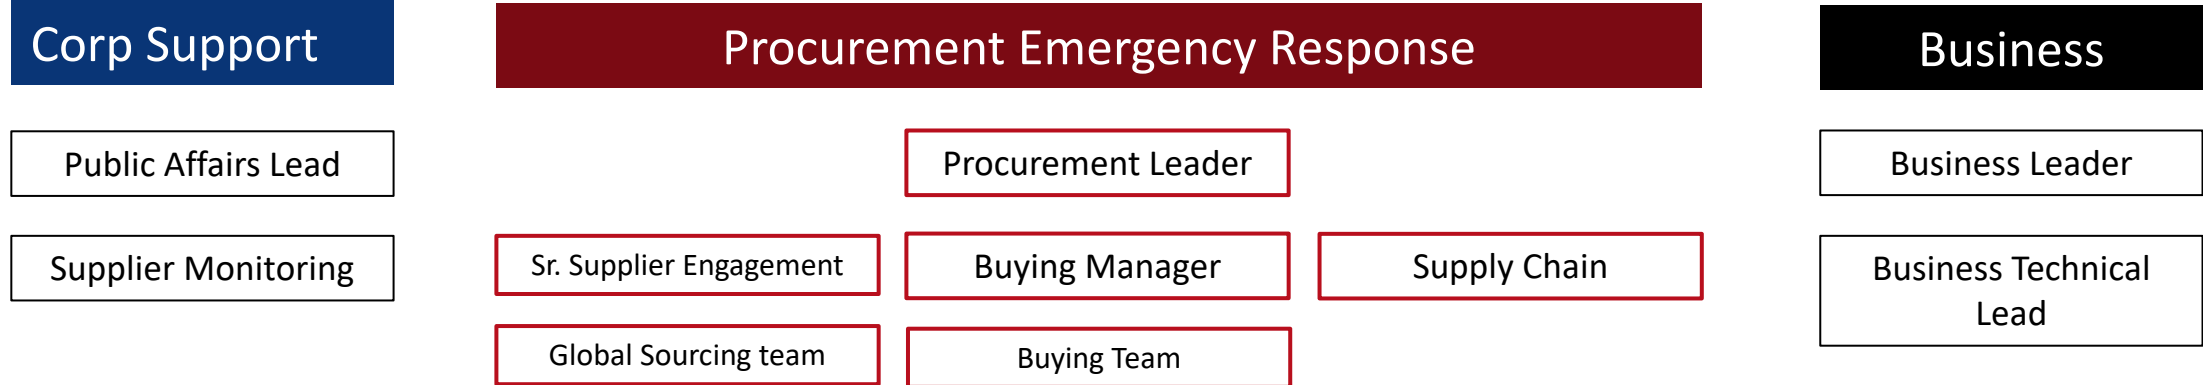 Corp Support
Procurement Emergency Response
Business
Public Affairs Lead
Procurement Leader
Business Leader
Supplier Monitoring
Sr. Supplier Engagement
Buying Manager
Supply Chain
Business Technical
Lead
Global Sourcing team
Buying Team